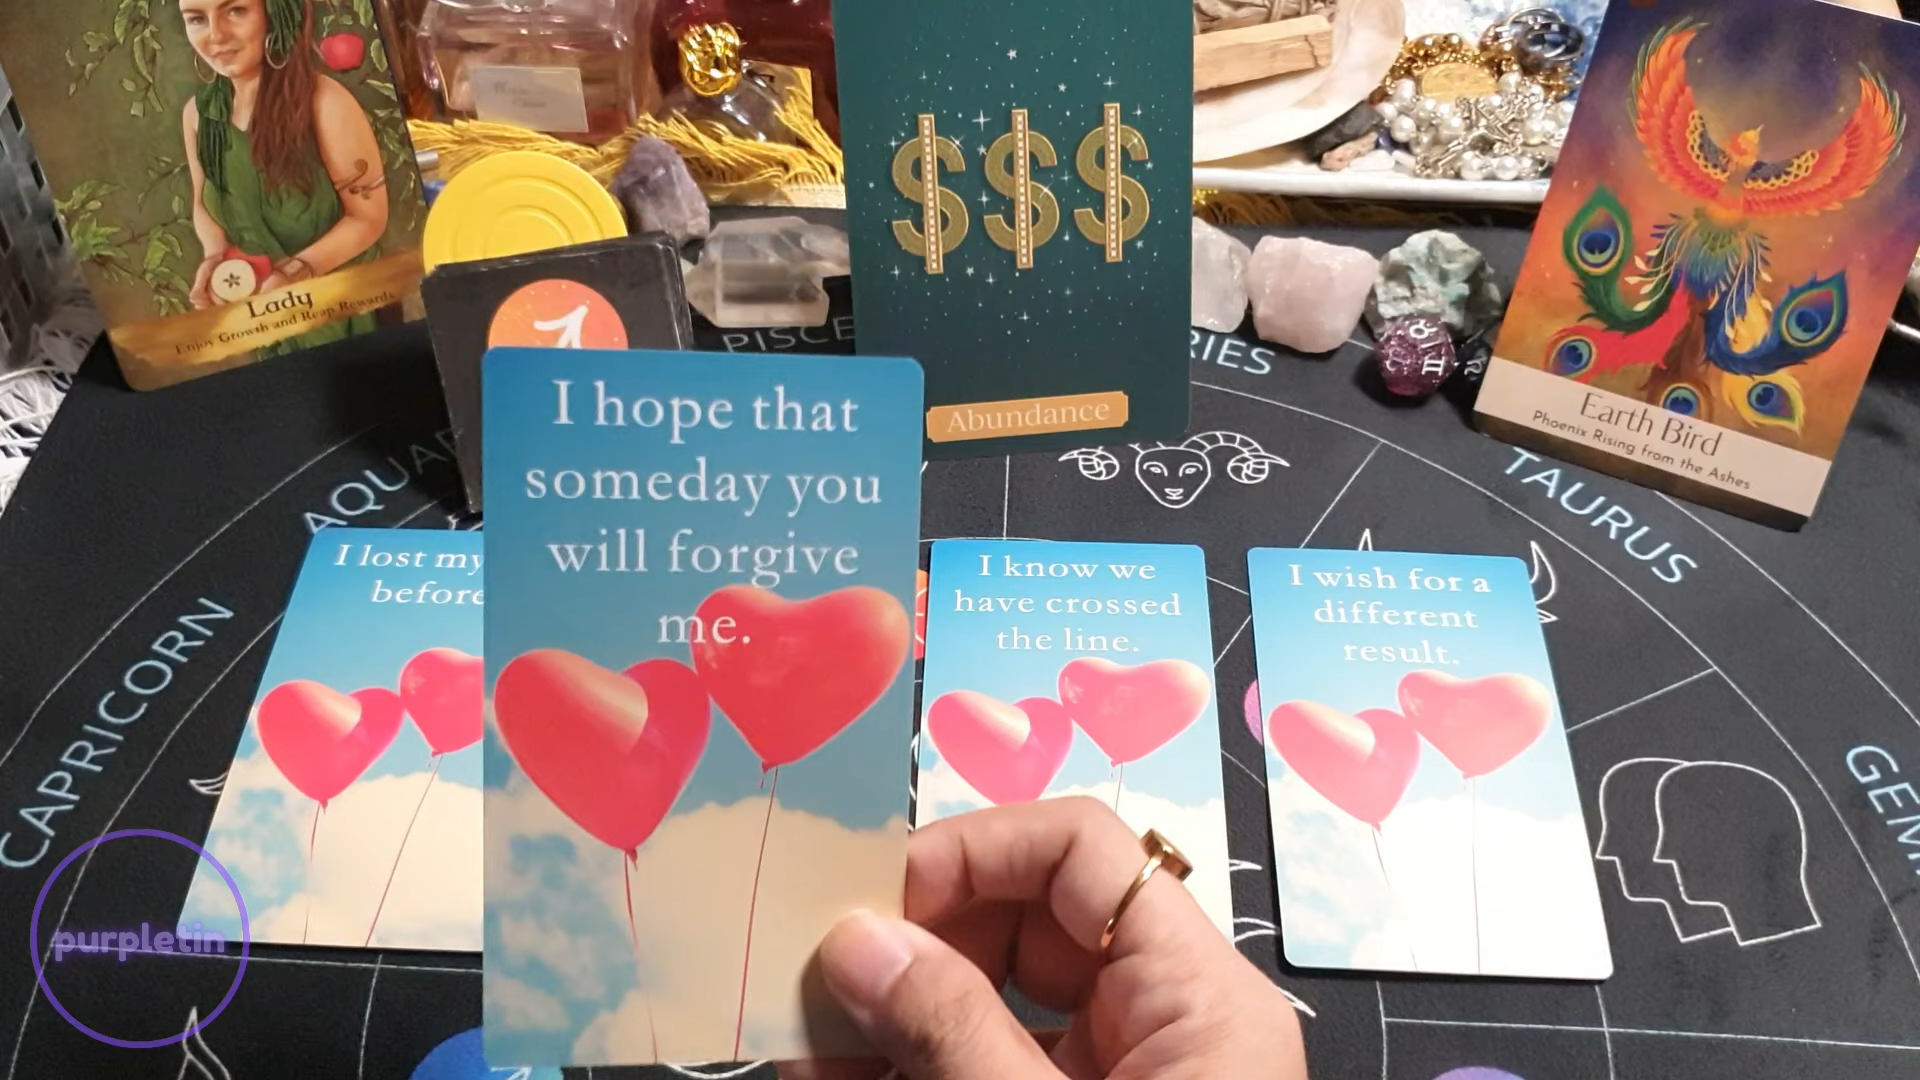 Lady
Enjoy Growth and Reap Rewards
$$$
Abundance
Earth Bird
Phoenix Rising from the Ashes
PISCE
RIES
AQUAR
TAURUS
CAPRICORN
GEM
I hope that
someday you
will forgive
me.
I lost my
before
I know we
have crossed
the line.
I wish for a
different
result.
purpletin